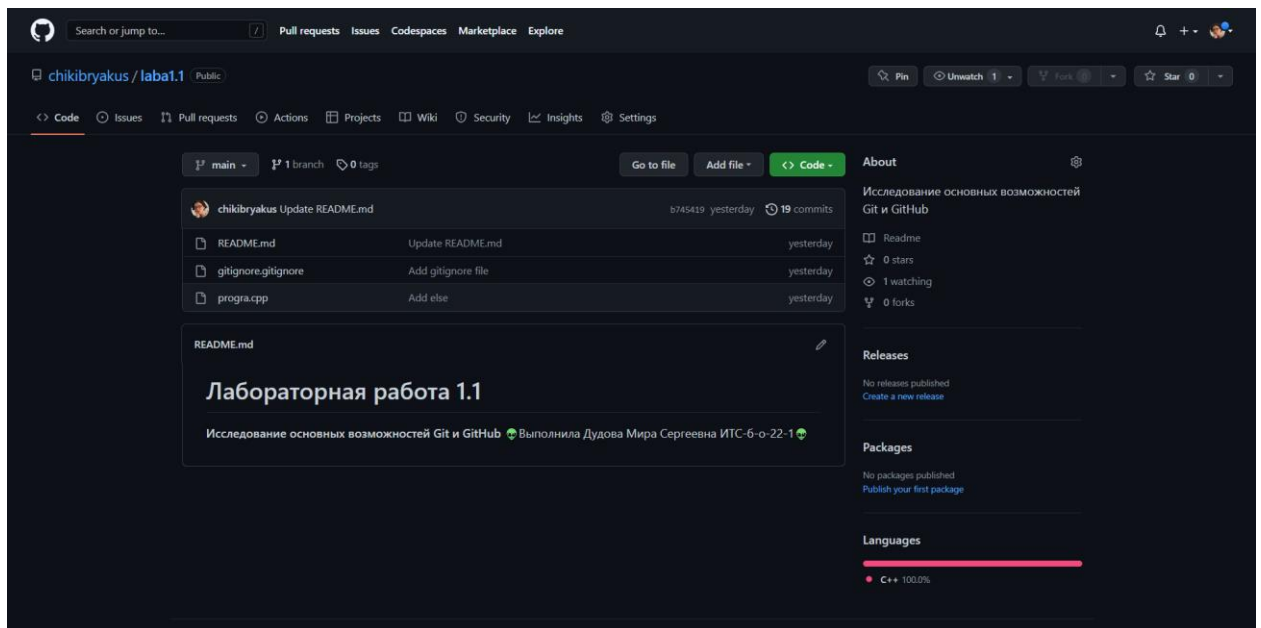 Search or jump to... / Pull requests Issues Codespaces Marketplace Explore
chikibryakus / laba1.1 Public
Pin Unwatch 1 Fork 0 Star 0
Code Issues Pull requests Actions Projects Wiki Security Insights Settings
main 1 branch 0 tags Go to file Add file Code
chikibryakus Update README.md b745419 yesterday 19 commits
README.md Update README.md yesterday
gitignore.gitignore Add gitignore file yesterday
progra.cpp Add else yesterday
README.md
Лабораторная работа 1.1
Исследование основных возможностей Git и GitHub 👽Выполнила Дудова Мира Сергеевна ИТС-б-о-22-1👽
About
Исследование основных возможностей
Git и GitHub
Readme
0 stars
1 watching
0 forks
Releases
No releases published
Create a new release
Packages
No packages published
Publish your first package
Languages
C++ 100.0%